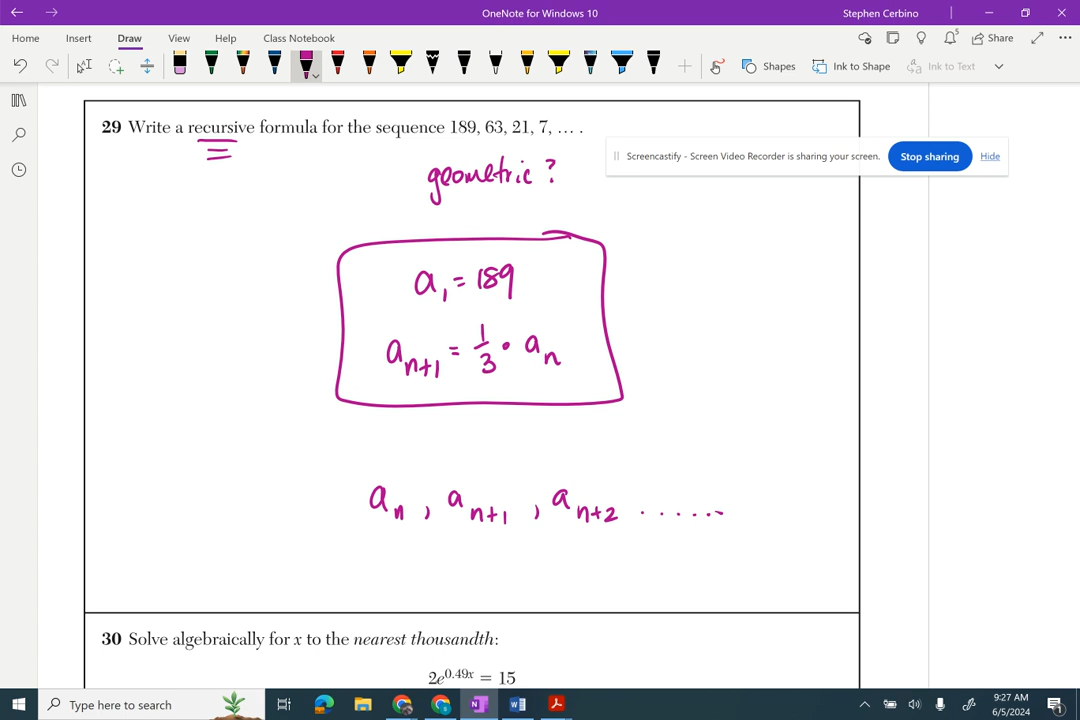 OneNote for Windows 10
Stephen Cerbino
Home Insert Draw View Help Class Notebook
5 Share
Shapes Ink to Shape Ink to Text
29 Write a recursive formula for the sequence 189, 63, 21, 7, ... .
Screencastify - Screen Video Recorder is sharing your screen. Stop sharing Hide
geometric ?
a₁ = 189
aₙ₊₁ = 1/3 • aₙ
aₙ , aₙ₊₁ , aₙ₊₂ ......
30 Solve algebraically for x to the nearest thousandth:
2e^0.49x = 15
Type here to search
9:27 AM
6/5/2024
1